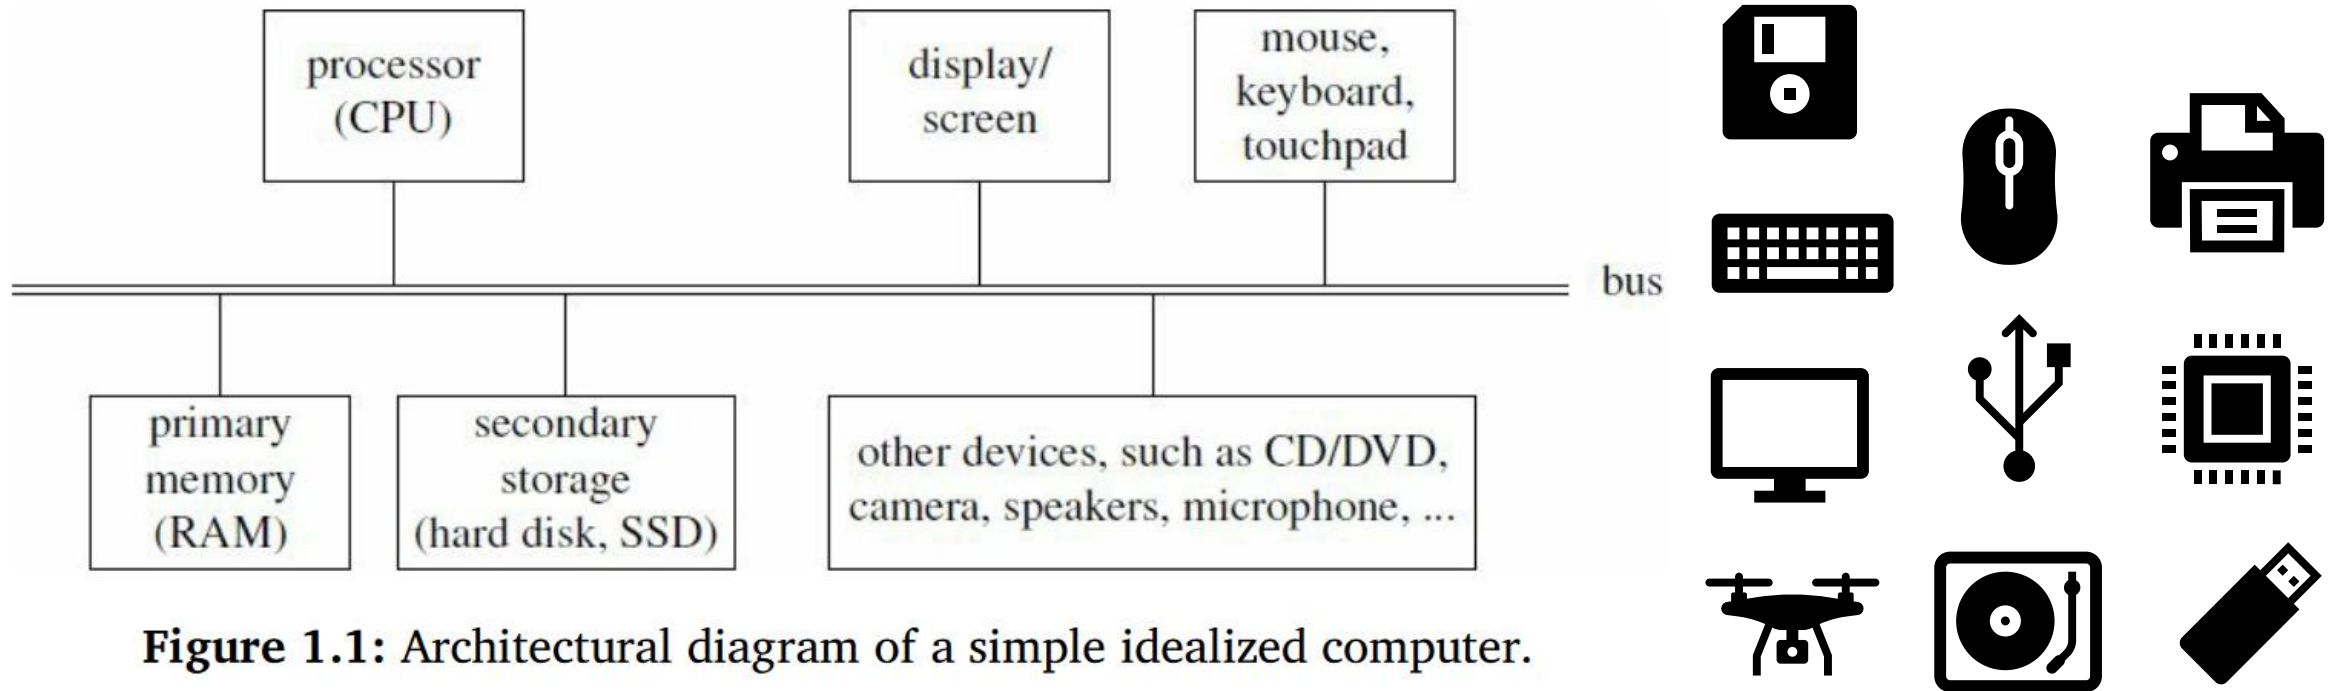 processor
(CPU)
display/
screen
mouse,
keyboard,
touchpad
bus
primary
memory
(RAM)
secondary
storage
(hard disk, SSD)
other devices, such as CD/DVD,
camera, speakers, microphone, ...
Figure 1.1: Architectural diagram of a simple idealized computer.